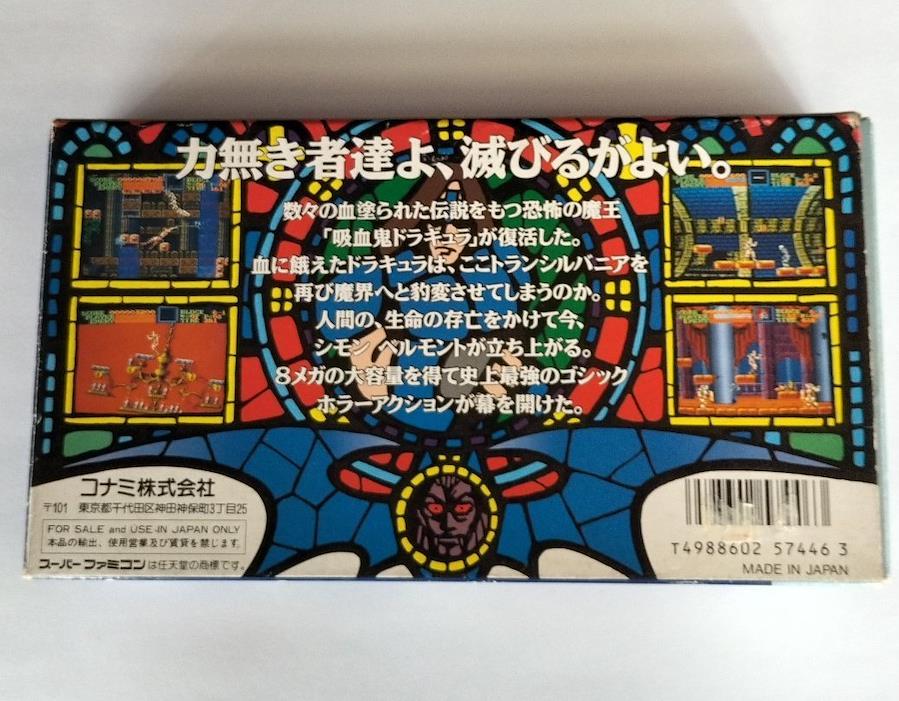 力無き者達よ、滅びるがよい。
数々の血塗られた伝説をもつ恐怖の魔王
「吸血鬼ドラキュラ」が復活した。
血に餓えたドラキュラは、ここトランシルバニアを
再び魔界へと豹変させてしまうのか。
人間の、生命の存亡をかけて今、
シモン ベルモントが立ち上がる。
8メガの大容量を得て史上最強のゴシック
ホラーアクションが幕を開けた。
コナミ株式会社
〒101 東京都千代田区神田神保町3丁目25
FOR SALE and USE IN JAPAN ONLY
本品の輸出、使用営業及び賃貸を禁じます。
スーパーファミコンは任天堂の商標です。
T4988602 57446 3
MADE IN JAPAN